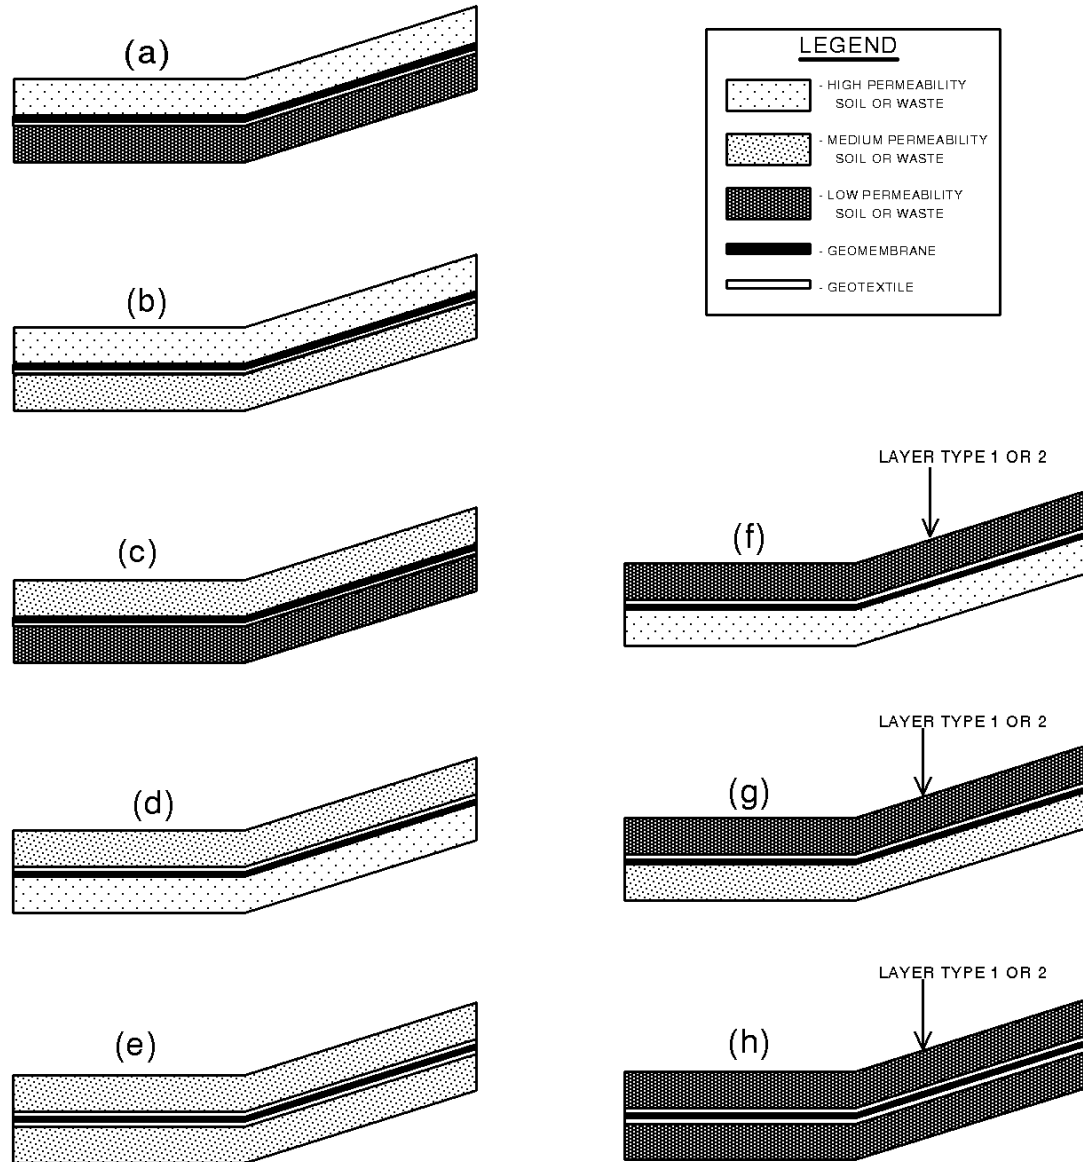 (a)
LEGEND
- HIGH PERMEABILITY
SOIL OR WASTE
- MEDIUM PERMEABILITY
SOIL OR WASTE
- LOW PERMEABILITY
SOIL OR WASTE
- GEOMEMBRANE
- GEOTEXTILE
(b)
(c)
LAYER TYPE 1 OR 2
(f)
(d)
LAYER TYPE 1 OR 2
(g)
(e)
LAYER TYPE 1 OR 2
(h)